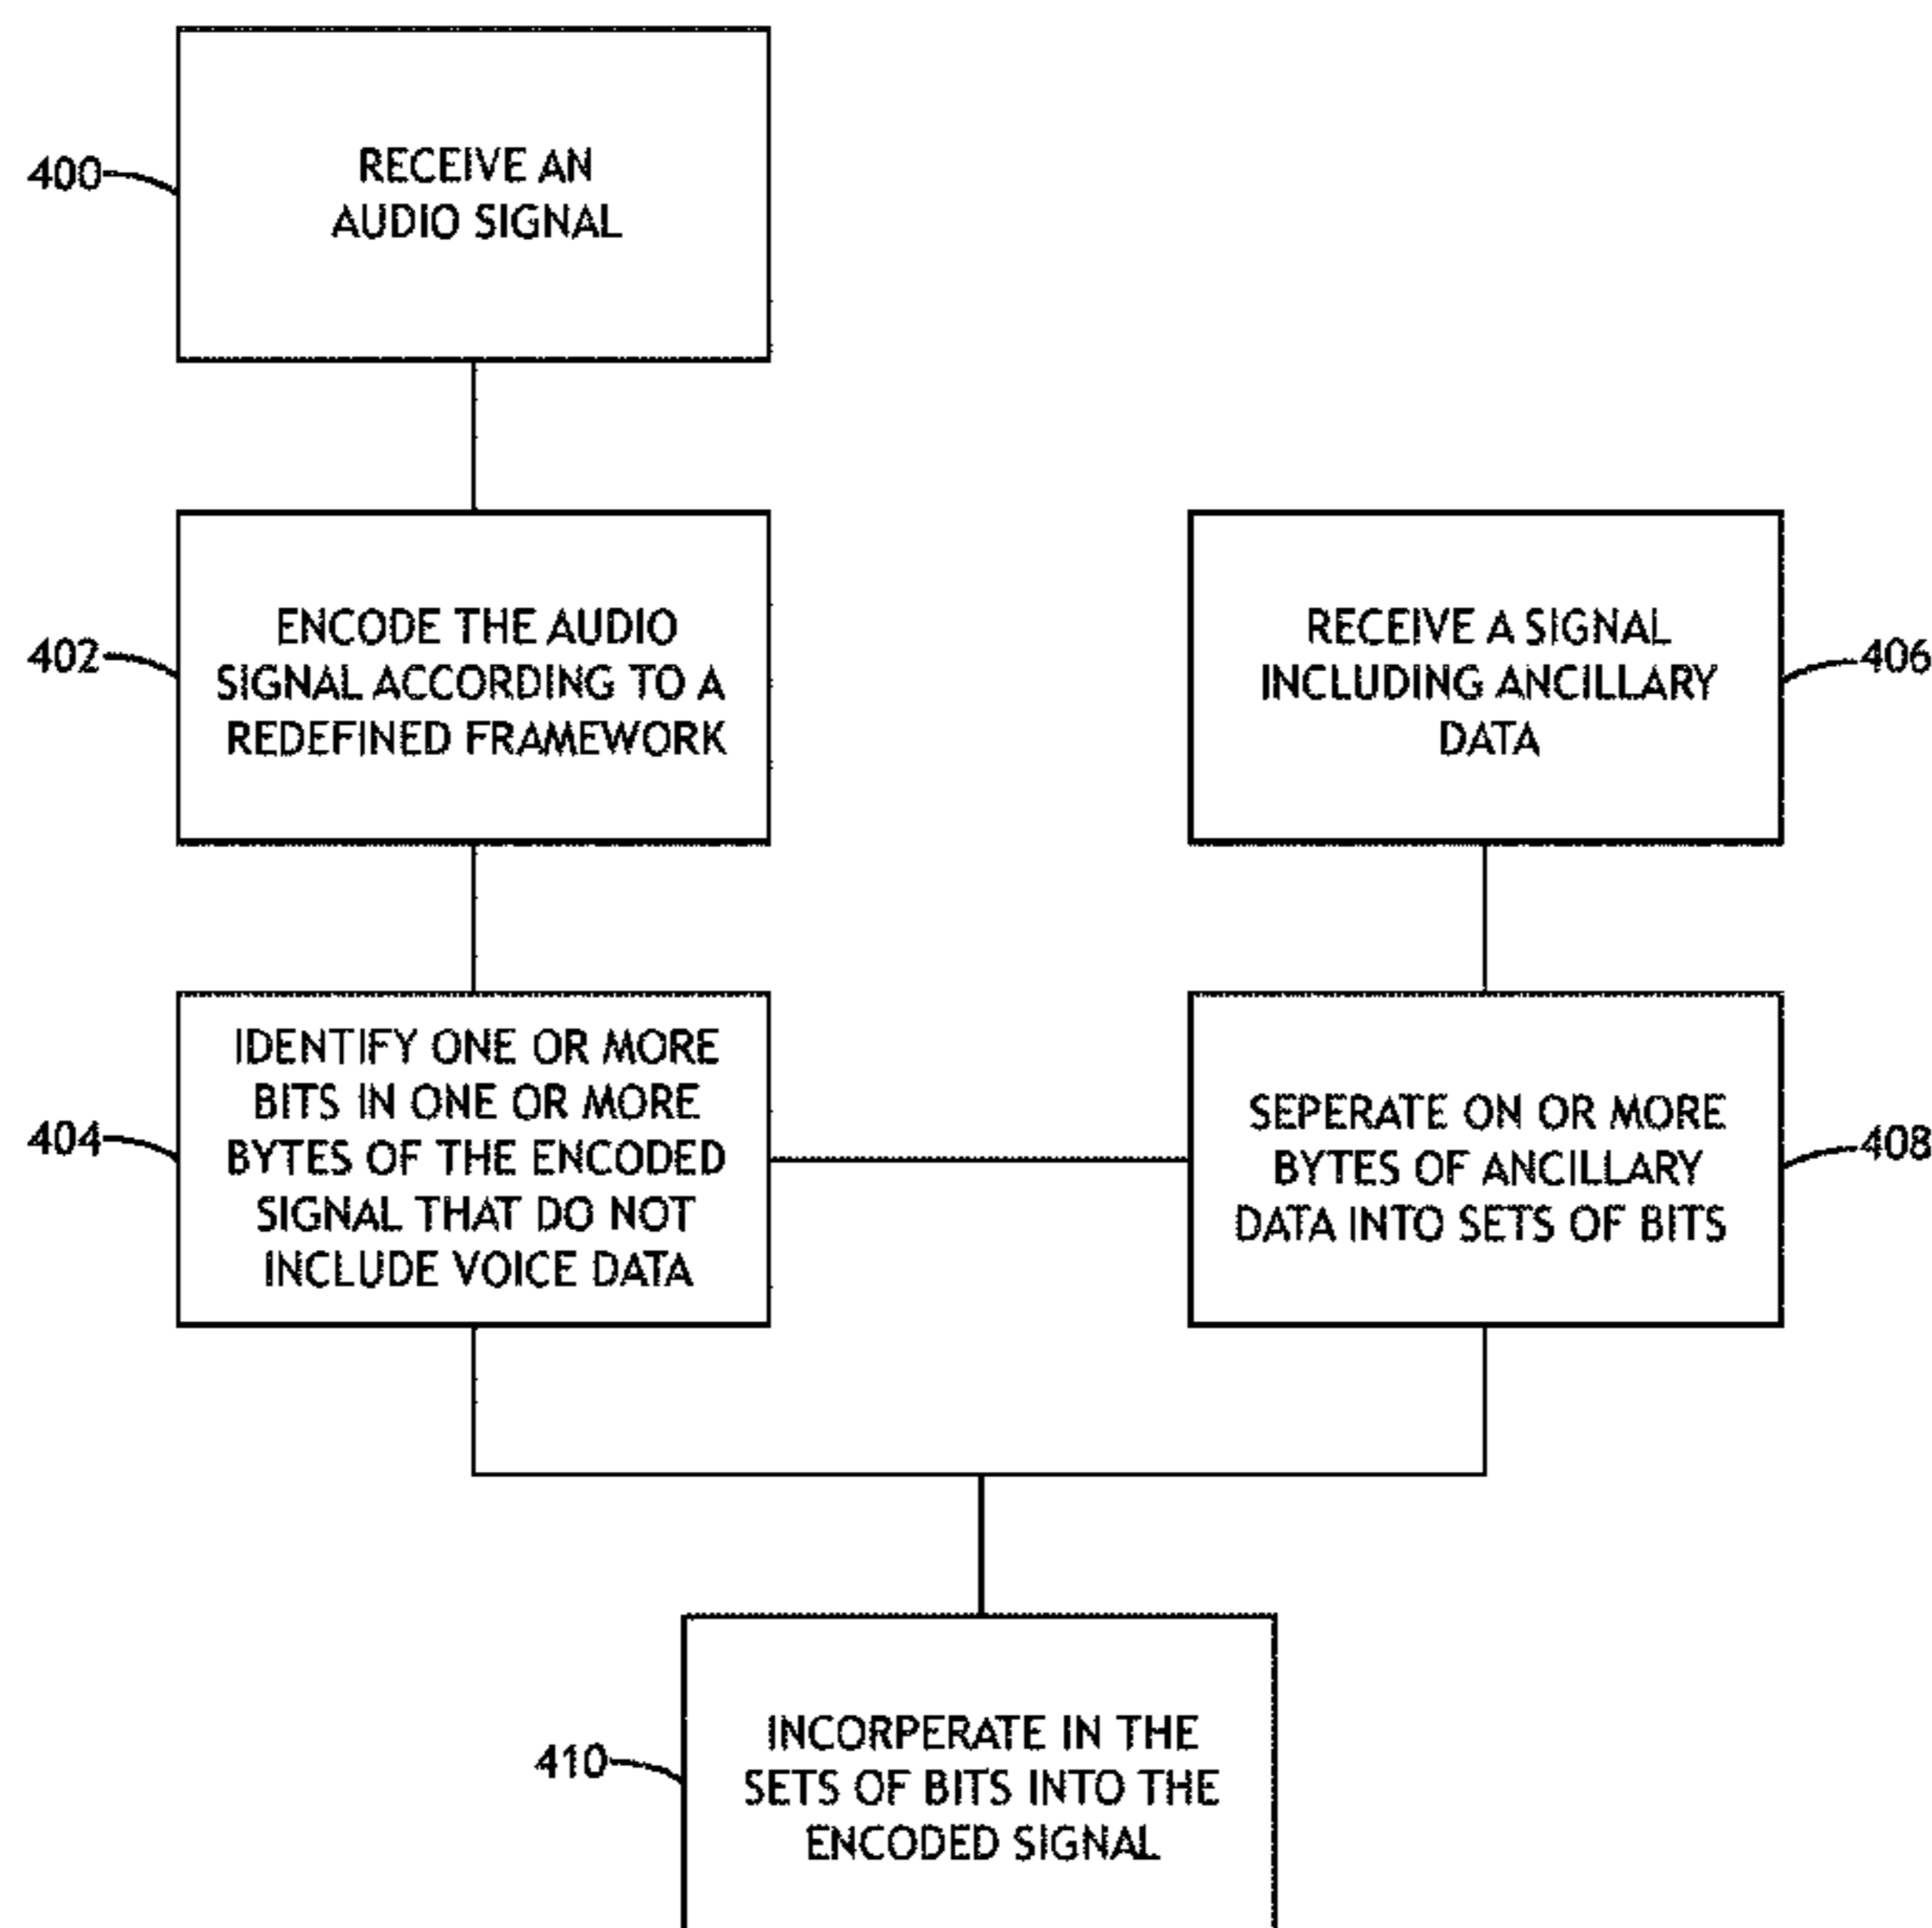 400
RECEIVE AN
AUDIO SIGNAL
402
ENCODE THE AUDIO
SIGNAL ACCORDING TO A
REDEFINED FRAMEWORK
RECEIVE A SIGNAL
INCLUDING ANCILLARY
DATA
406
404
IDENTIFY ONE OR MORE
BITS IN ONE OR MORE
BYTES OF THE ENCODED
SIGNAL THAT DO NOT
INCLUDE VOICE DATA
SEPERATE ON OR MORE
BYTES OF ANCILLARY
DATA INTO SETS OF BITS
408
410
INCORPERATE IN THE
SETS OF BITS INTO THE
ENCODED SIGNAL